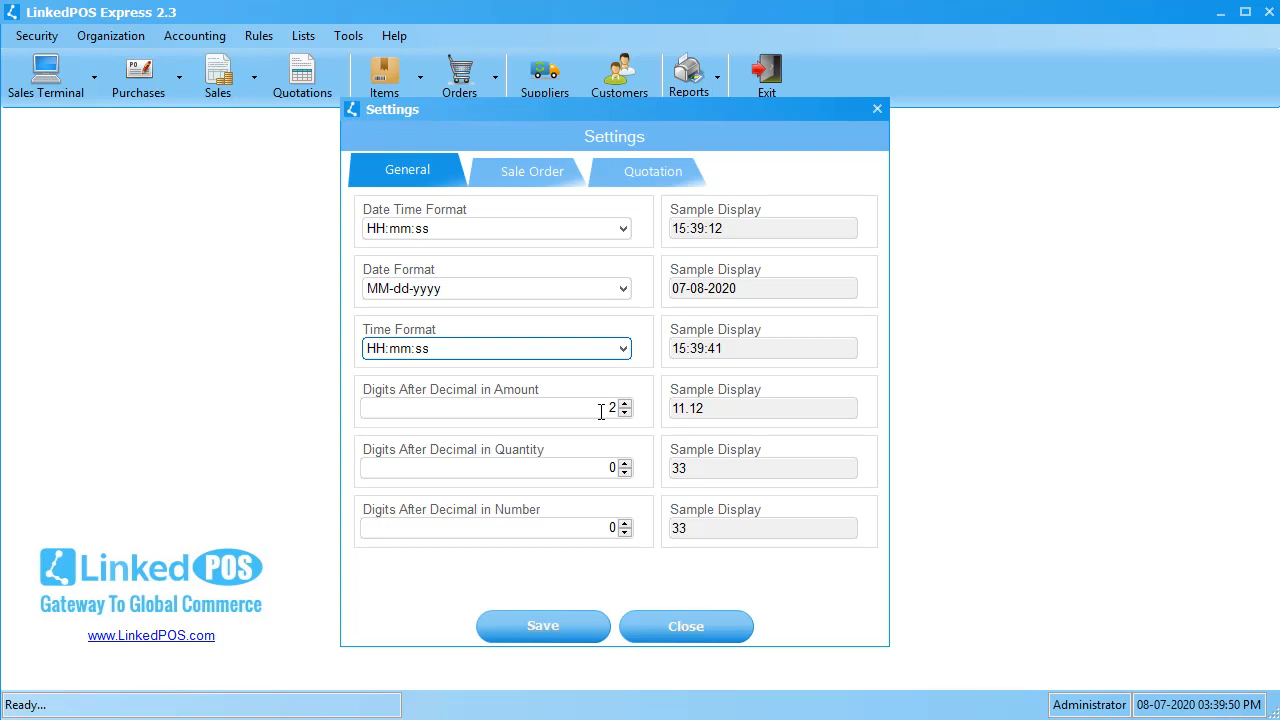 LinkedPOS Express 2.3
Security Organization Accounting Rules Lists Tools Help
PO
Sales Terminal Purchases Sales Quotations Items Orders Suppliers Customers Reports Exit
Settings
Settings
General Sale Order Quotation
Date Time Format Sample Display
HH:mm:ss 15:39:12
Date Format Sample Display
MM-dd-yyyy 07-08-2020
Time Format Sample Display
HH:mm:ss 15:39:41
Digits After Decimal in Amount Sample Display
2 11.12
Digits After Decimal in Quantity Sample Display
0 33
Digits After Decimal in Number Sample Display
0 33
Linked POS
Gateway To Global Commerce
www.LinkedPOS.com
Save Close
Ready... Administrator 08-07-2020 03:39:50 PM